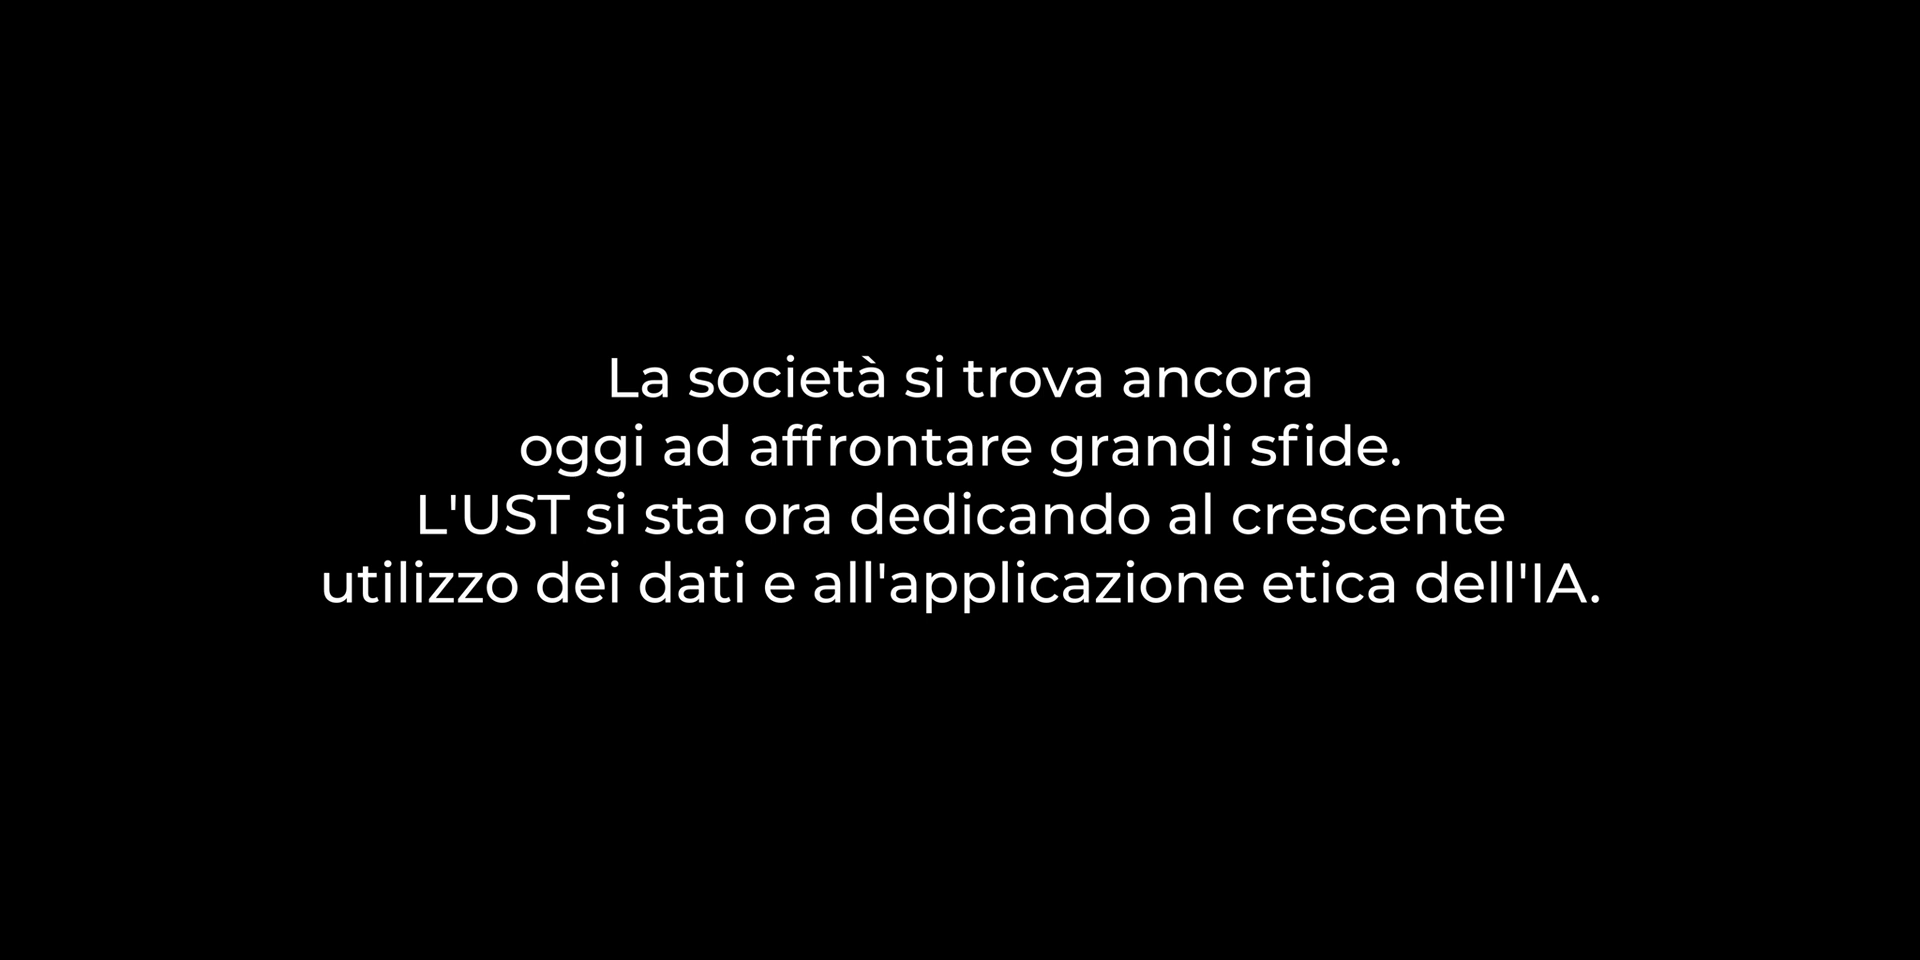 La società si trova ancora
oggi ad affrontare grandi sfide.
L'UST si sta ora dedicando al crescente
utilizzo dei dati e all'applicazione etica dell'IA.